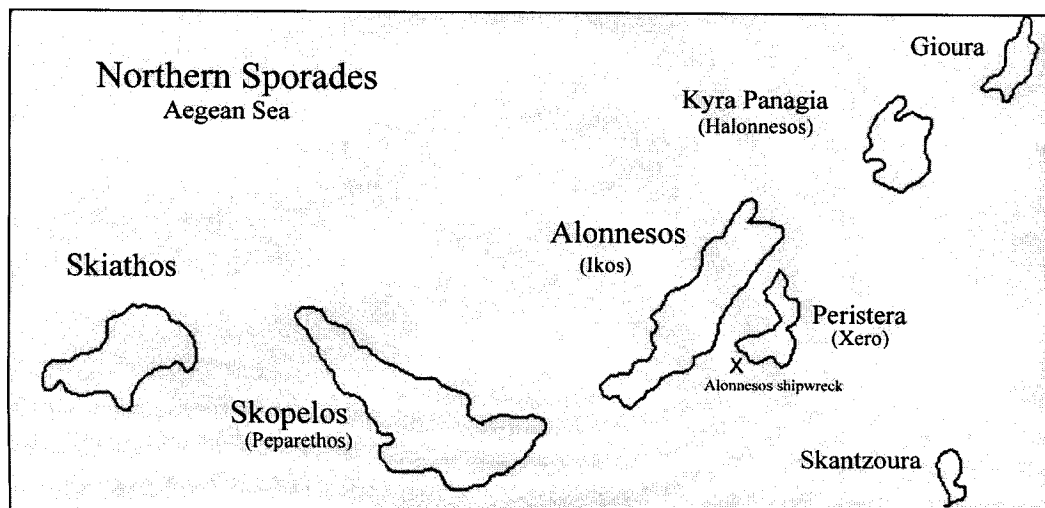 Northern Sporades
Aegean Sea
Gioura
Kyra Panagia
(Halonnesos)
Alonnesos
(Ikos)
Skiathos
Peristera
(Xero)
X
Alonnesos shipwreck
Skopelos
(Peparethos)
Skantzoura